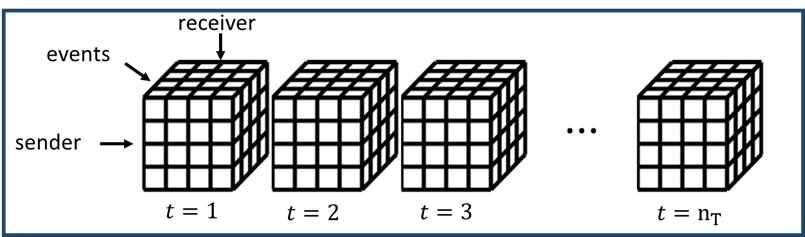 receiver
events
sender
...
t = 1
t = 2
t = 3
t = n_T